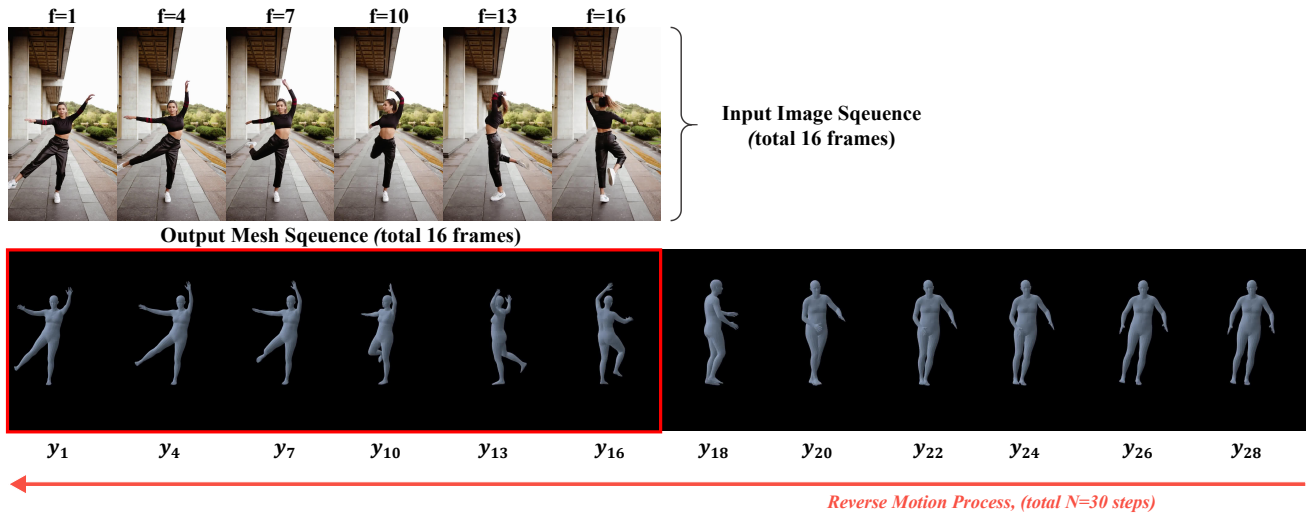 f=1 f=4 f=7 f=10 f=13 f=16
Input Image Sqeuence
(total 16 frames)
Output Mesh Sqeuence (total 16 frames)
y₁ y₄ y₇ y₁₀ y₁₃ y₁₆ y₁₈ y₂₀ y₂₂ y₂₄ y₂₆ y₂₈
Reverse Motion Process, (total N=30 steps)